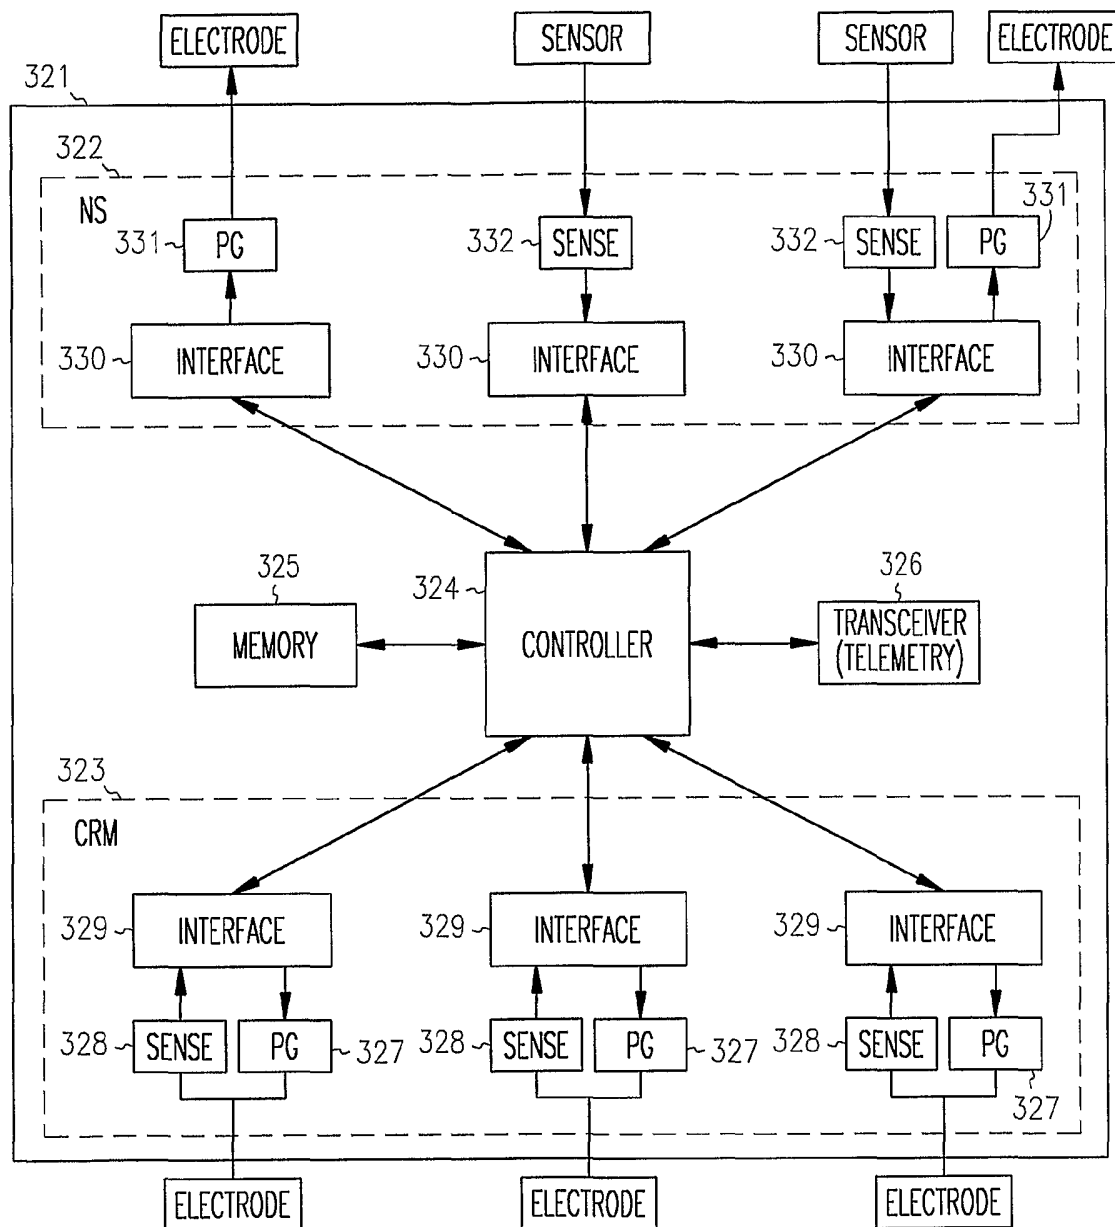 ELECTRODE
SENSOR
SENSOR
ELECTRODE
321
322
NS
331
PG
332
SENSE
332
SENSE
PG
331
330
INTERFACE
330
INTERFACE
330
INTERFACE
325
MEMORY
324
CONTROLLER
326
TRANSCEIVER
(TELEMETRY)
323
CRM
329
INTERFACE
329
INTERFACE
329
INTERFACE
328
SENSE
PG
327
328
SENSE
PG
327
328
SENSE
PG
327
ELECTRODE
ELECTRODE
ELECTRODE